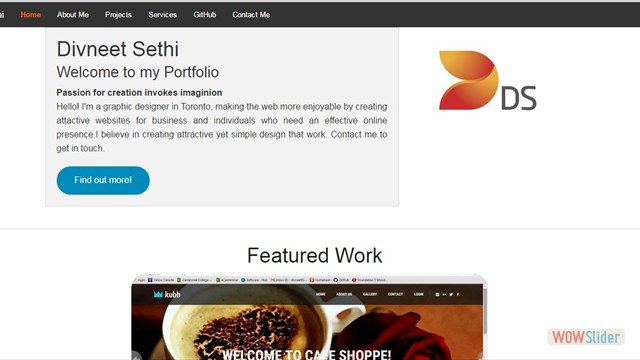 ni Home About Me Projects Services GitHub Contact Me
Divneet Sethi
Welcome to my Portfolio
Passion for creation invokes imaginion
Hello! I'm a graphic designer in Toronto, making the web more enjoyable by creating
attactive websites for business and individuals who need an effective online
presence.I believe in creating attractive yet simple design that work. Contact me to
get in touch.
Find out more!
DS
Featured Work
kubb HOME ABOUT US GALLERY CONTACT LOGIN
WELCOME TO CAFE SHOPPE!
WOWSlider